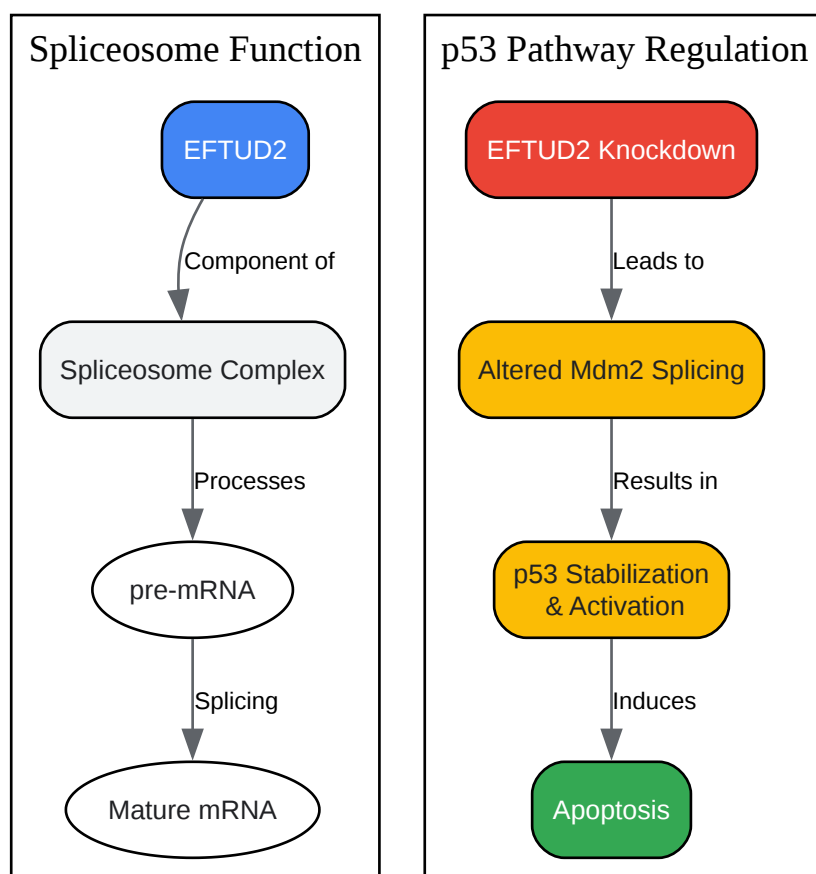 Spliceosome Function
EFTUD2
Component of
Spliceosome Complex
Processes
pre-mRNA
Splicing
Mature mRNA
p53 Pathway Regulation
EFTUD2 Knockdown
Leads to
Altered Mdm2 Splicing
Results in
p53 Stabilization
& Activation
Induces
Apoptosis